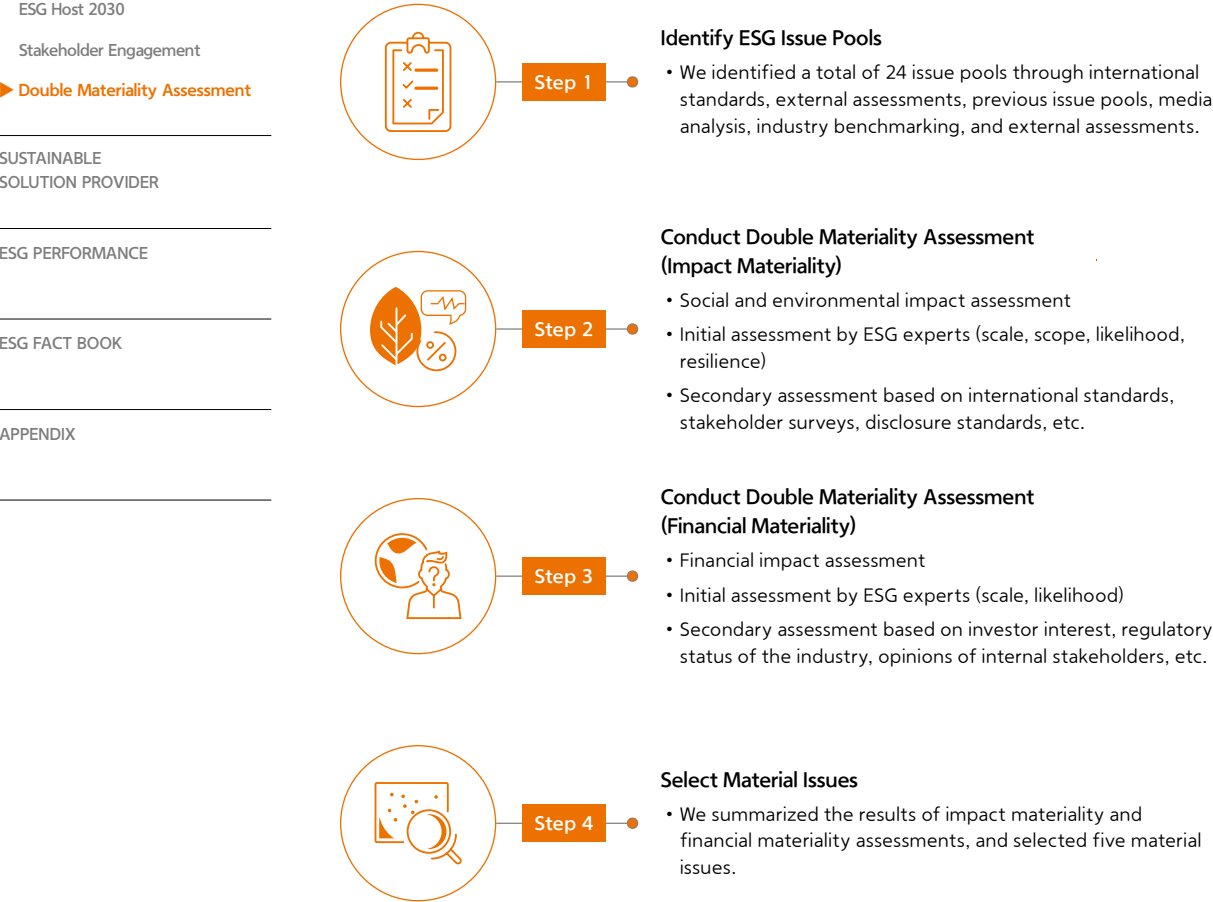 ESG Host 2030
Stakeholder Engagement
▶ Double Materiality Assessment
SUSTAINABLE
SOLUTION PROVIDER
ESG PERFORMANCE
ESG FACT BOOK
APPENDIX
Step 1
Identify ESG Issue Pools
• We identified a total of 24 issue pools through international
standards, external assessments, previous issue pools, media
analysis, industry benchmarking, and external assessments.
Step 2
Conduct Double Materiality Assessment
(Impact Materiality)
• Social and environmental impact assessment
• Initial assessment by ESG experts (scale, scope, likelihood,
resilience)
• Secondary assessment based on international standards,
stakeholder surveys, disclosure standards, etc.
Step 3
Conduct Double Materiality Assessment
(Financial Materiality)
• Financial impact assessment
• Initial assessment by ESG experts (scale, likelihood)
• Secondary assessment based on investor interest, regulatory
status of the industry, opinions of internal stakeholders, etc.
Step 4
Select Material Issues
• We summarized the results of impact materiality and
financial materiality assessments, and selected five material
issues.